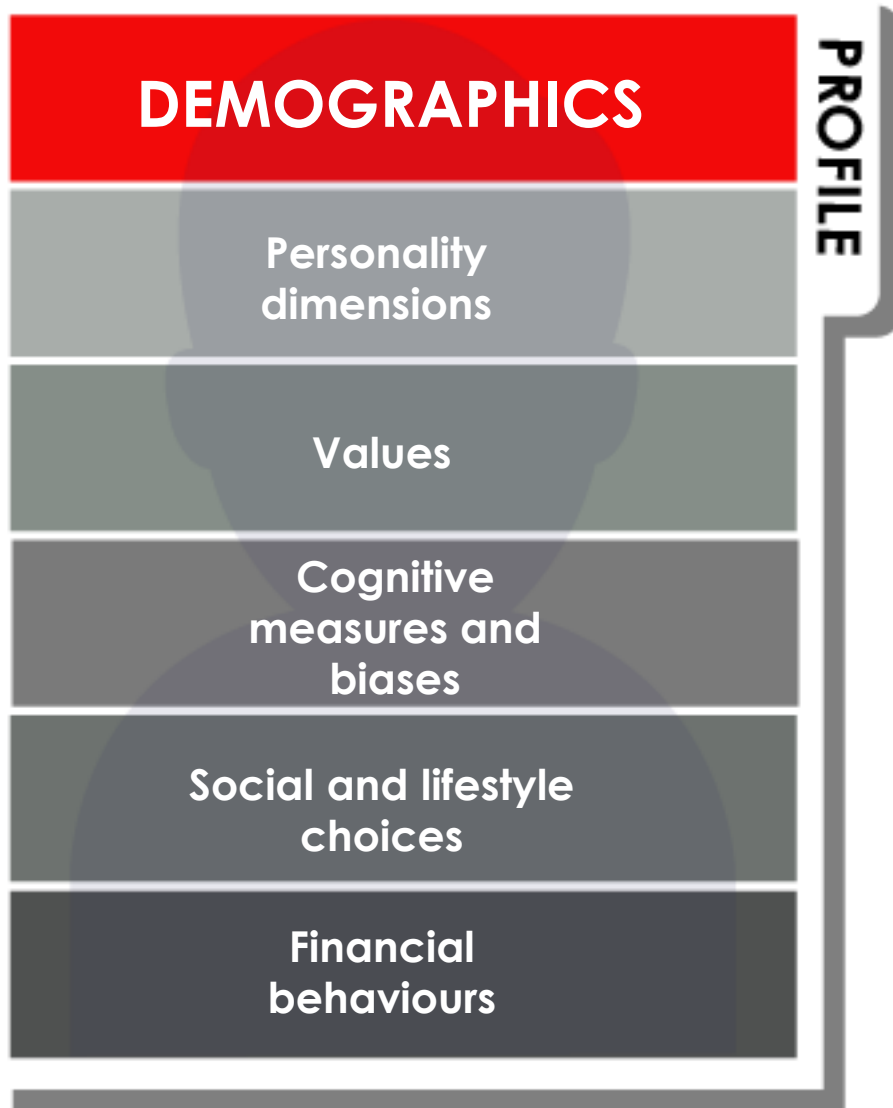 DEMOGRAPHICS
PROFILE
Personality
dimensions
Values
Cognitive
measures and
biases
Social and lifestyle
choices
Financial
behaviours